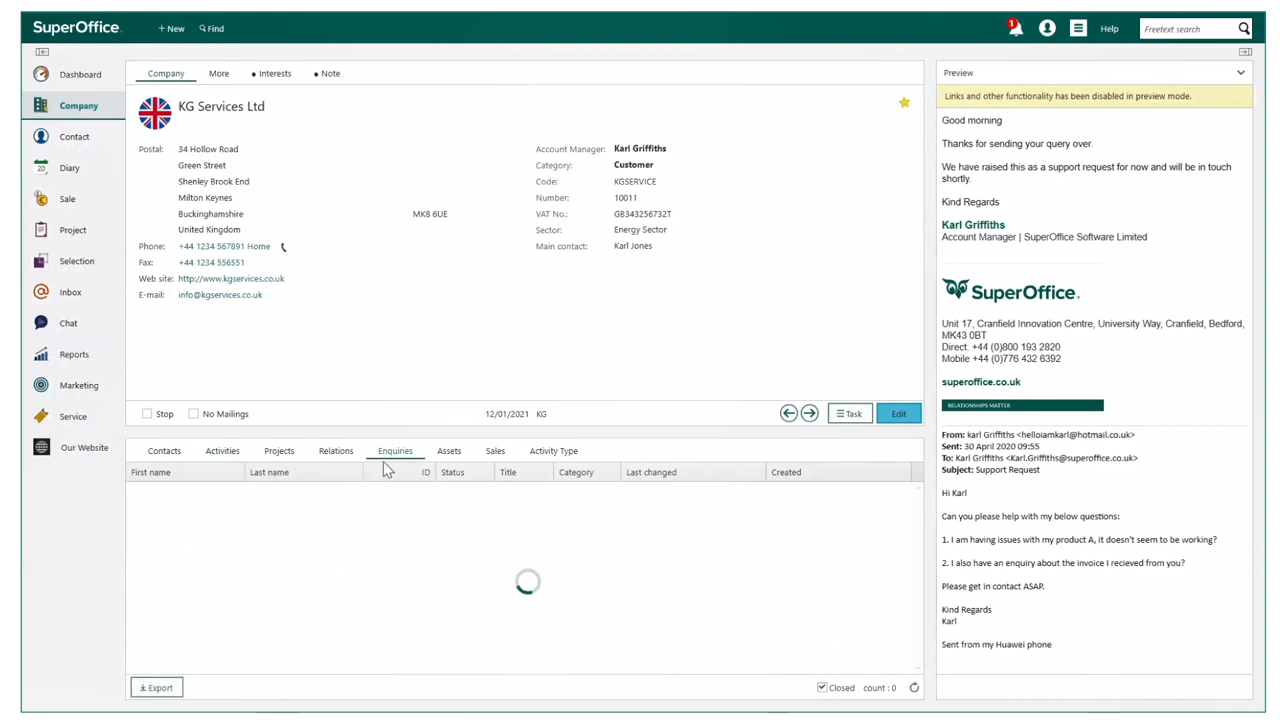 SuperOffice.
+ New
Find
1
Help
Freetext search
Dashboard
Company
Contact
20
Diary
Sale
Project
Selection
Inbox
Chat
Reports
Marketing
Service
Our Website
Company
More
• Interests
• Note
KG Services Ltd
Postal: 34 Hollow Road
Green Street
Shenley Brook End
Milton Keynes
Buckinghamshire MK8 6UE
United Kingdom
Phone: +44 1234 567891 Home
Fax: +44 1234 556551
Web site: http://www.kgservices.co.uk
E-mail: info@kgservices.co.uk
Account Manager: Karl Griffiths
Category: Customer
Code: KGSERVICE
Number: 10011
VAT No.: GB343256732T
Sector: Energy Sector
Main contact: Karl Jones
Stop
No Mailings
12/01/2021 KG
Task
Edit
Contacts
Activities
Projects
Relations
Enquiries
Assets
Sales
Activity Type
First name
Last name
ID
Status
Title
Category
Last changed
Created
Export
Closed
count : 0
Preview
Links and other functionality has been disabled in preview mode.
Good morning
Thanks for sending your query over.
We have raised this as a support request for now and will be in touch
shortly.
Kind Regards
Karl Griffiths
Account Manager | SuperOffice Software Limited
SuperOffice.
Unit 17, Cranfield Innovation Centre, University Way, Cranfield, Bedford,
MK43 0BT
Direct: +44 (0)800 193 2820
Mobile +44 (0)776 432 6392
superoffice.co.uk
RELATIONSHIPS MATTER
From: karl Griffiths <helloiamkarl@hotmail.co.uk>
Sent: 30 April 2020 09:55
To: Karl Griffiths <Karl.Griffiths@superoffice.co.uk>
Subject: Support Request
Hi Karl
Can you please help with my below questions:
1. I am having issues with my product A, it doesn't seem to be working?
2. I also have an enquiry about the invoice I recieved from you?
Please get in contact ASAP.
Kind Regards
Karl
Sent from my Huawei phone